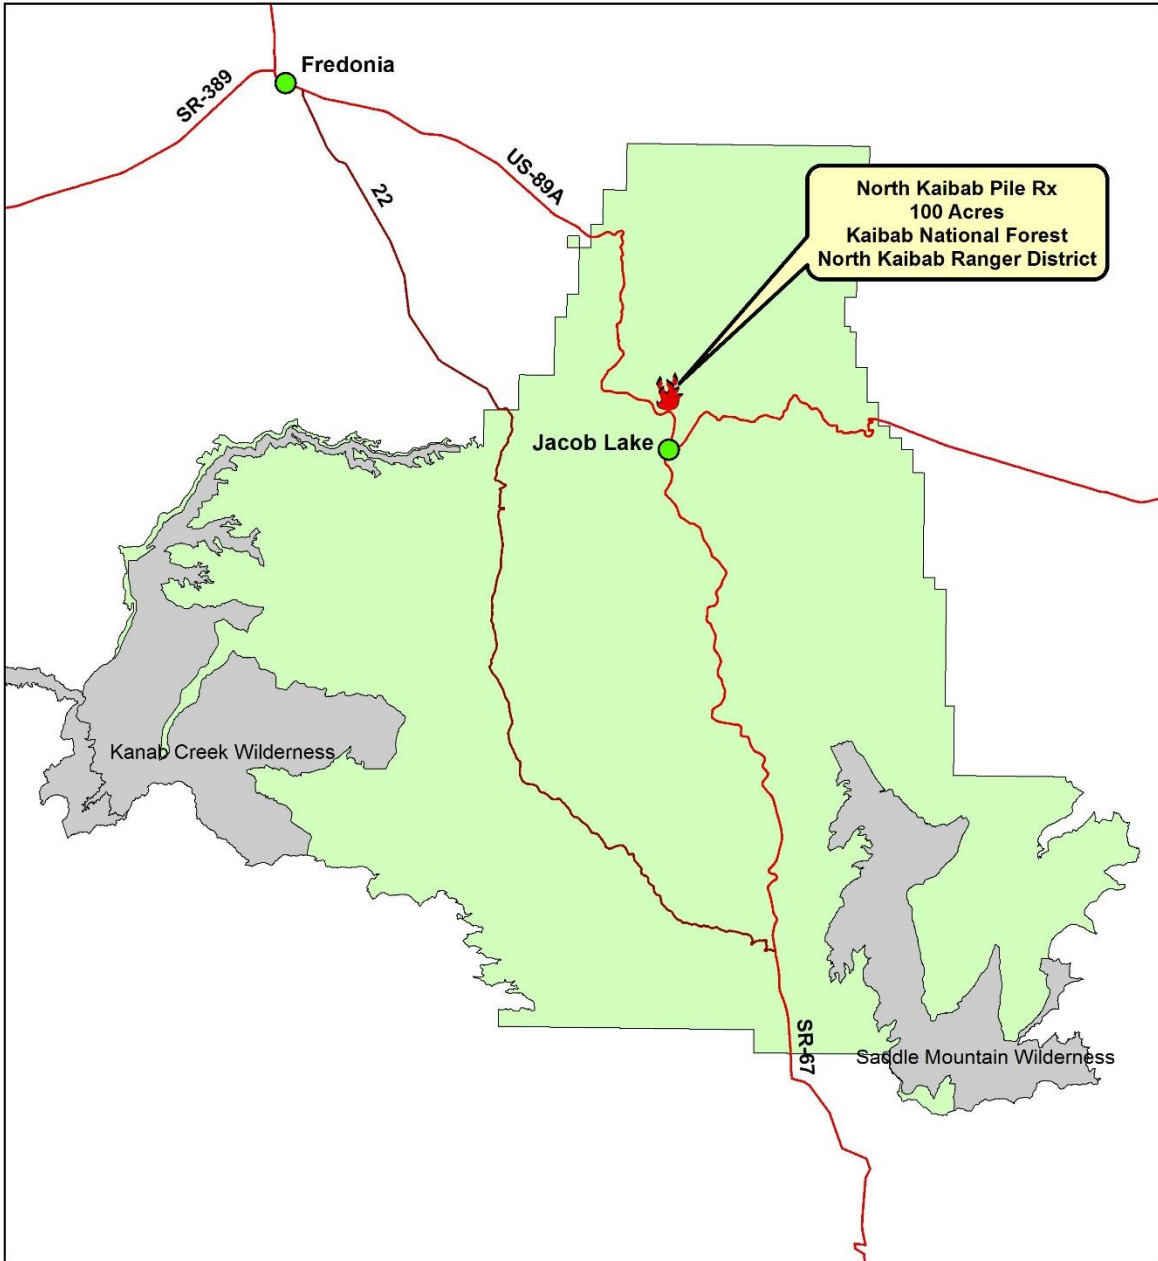 Fredonia
SR-389
US-89A
22
North Kaibab Pile Rx
100 Acres
Kaibab National Forest
North Kaibab Ranger District
Jacob Lake
Kanab Creek Wilderness
SR-67
Saddle Mountain Wilderness